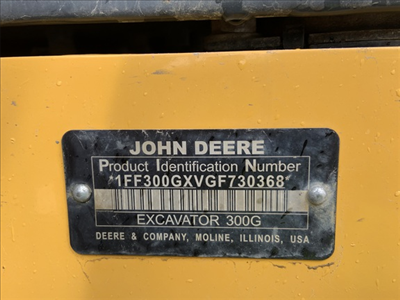 JOHN DEERE
Product Identification Number
*1FF300GXVGF730368*
EXCAVATOR 300G
DEERE & COMPANY, MOLINE, ILLINOIS, USA